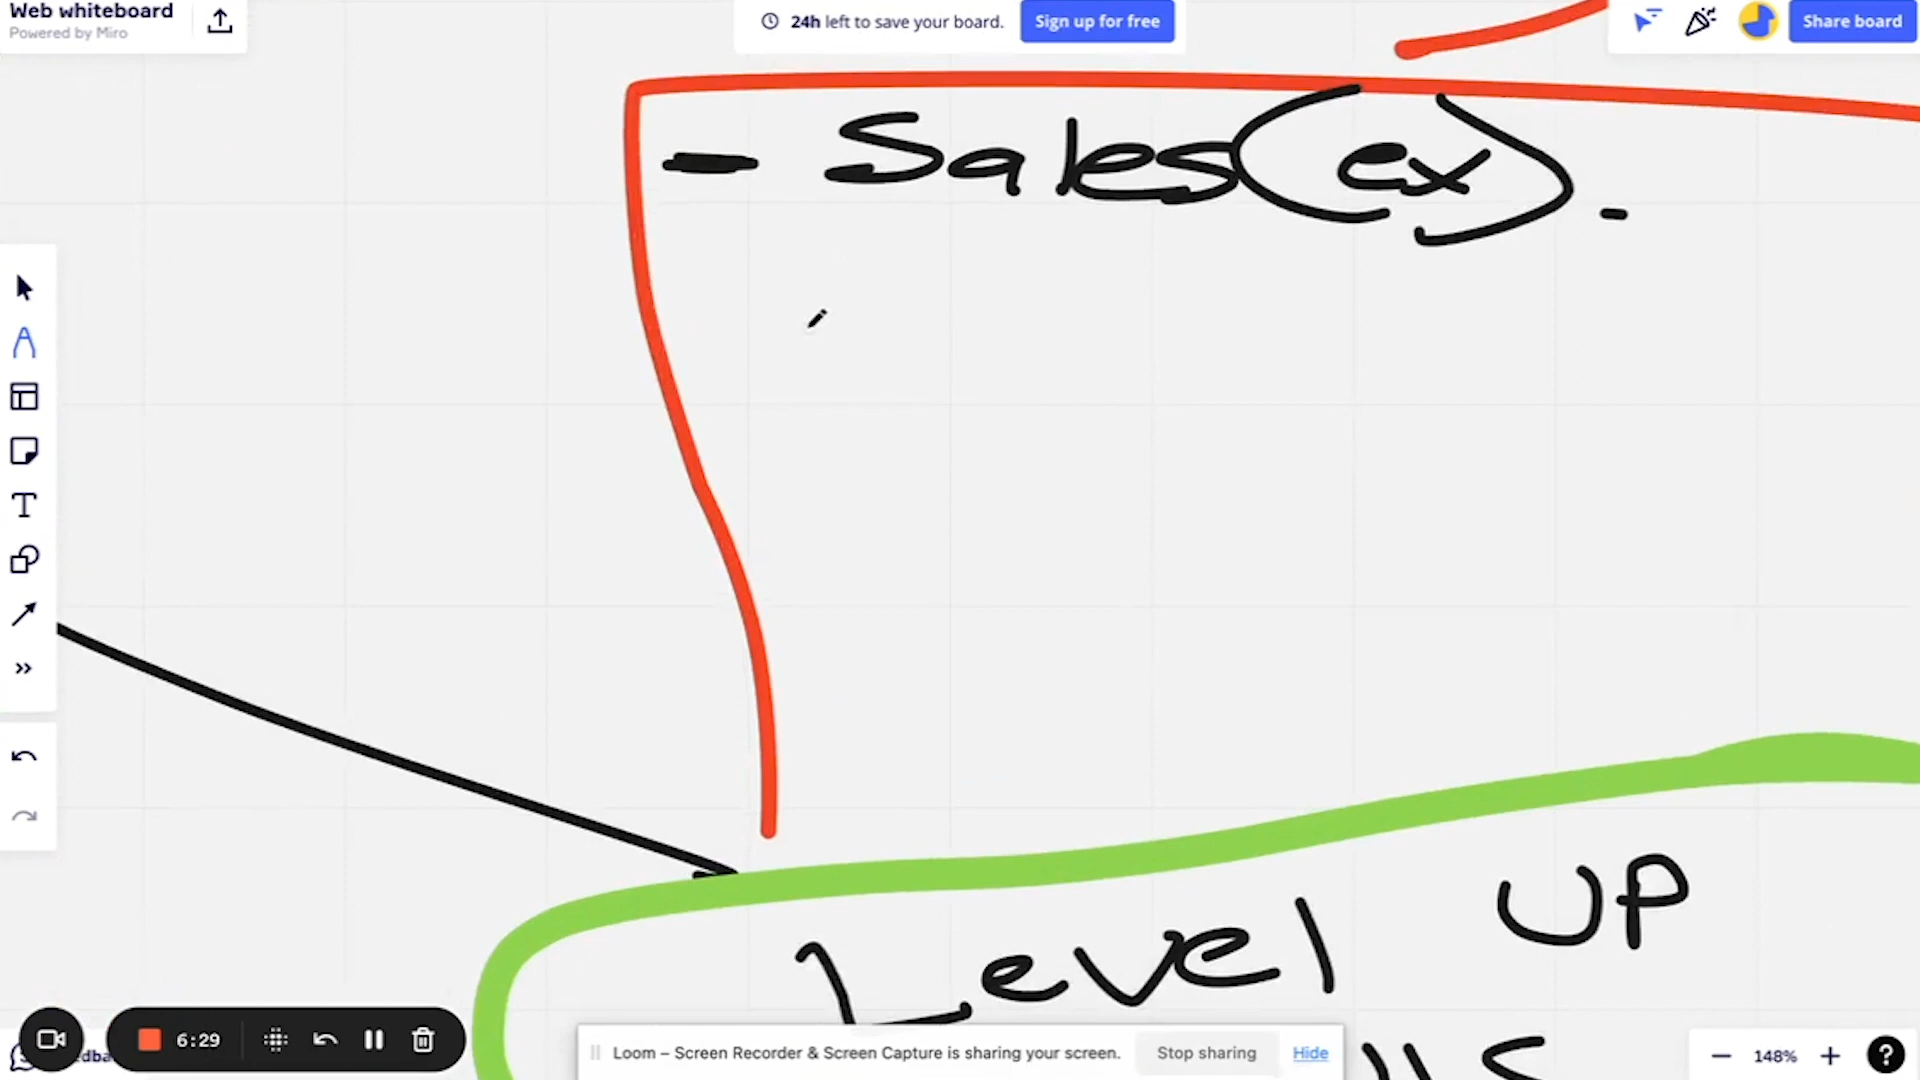 Web whiteboard
Powered by Miro
24h left to save your board.
Sign up for free
Share board
- Sales (ex).
Level UP
6:29
Loom – Screen Recorder & Screen Capture is sharing your screen.
Stop sharing
Hide
148%